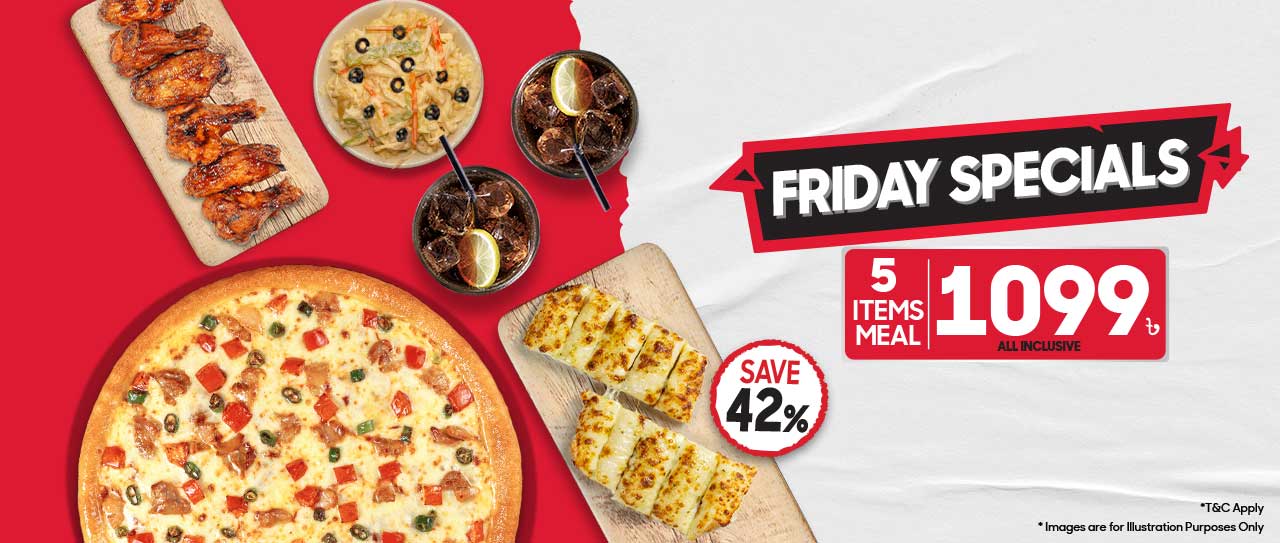 FRIDAY SPECIALS
5
ITEMS
MEAL
1099৳
ALL INCLUSIVE
SAVE
42%
*T&C Apply
* Images are for Illustration Purposes Only